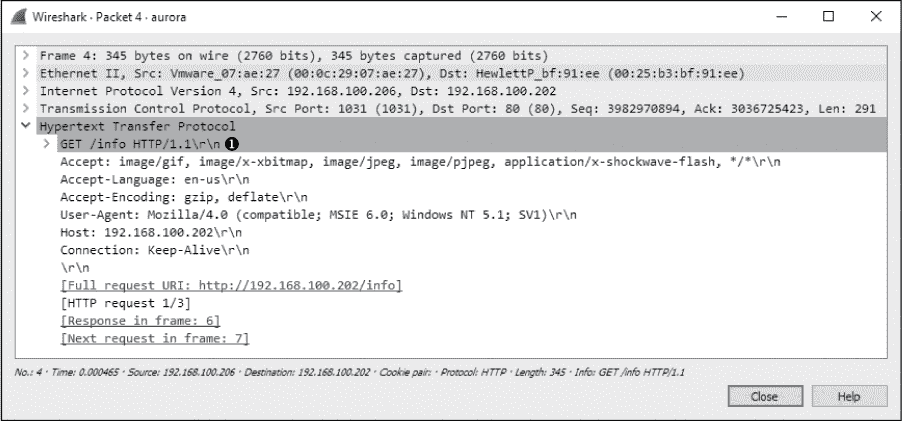 Wireshark · Packet 4 · aurora
Frame 4: 345 bytes on wire (2760 bits), 345 bytes captured (2760 bits)
Ethernet II, Src: Vmware_07:ae:27 (00:0c:29:07:ae:27), Dst: HewlettP_bf:91:ee (00:25:b3:bf:91:ee)
Internet Protocol Version 4, Src: 192.168.100.206, Dst: 192.168.100.202
Transmission Control Protocol, Src Port: 1031 (1031), Dst Port: 80 (80), Seq: 3982970894, Ack: 3036725423, Len: 291
Hypertext Transfer Protocol
GET /info HTTP/1.1\r\n ❶
Accept: image/gif, image/x-xbitmap, image/jpeg, image/pjpeg, application/x-shockwave-flash, */*\r\n
Accept-Language: en-us\r\n
Accept-Encoding: gzip, deflate\r\n
User-Agent: Mozilla/4.0 (compatible; MSIE 6.0; Windows NT 5.1; SV1)\r\n
Host: 192.168.100.202\r\n
Connection: Keep-Alive\r\n
\r\n
[Full request URI: http://192.168.100.202/info]
[HTTP request 1/3]
[Response in frame: 6]
[Next request in frame: 7]
No.: 4 · Time: 0.000465 · Source: 192.168.100.206 · Destination: 192.168.100.202 · Cookie pair: · Protocol: HTTP · Length: 345 · Info: GET /info HTTP/1.1
Close Help